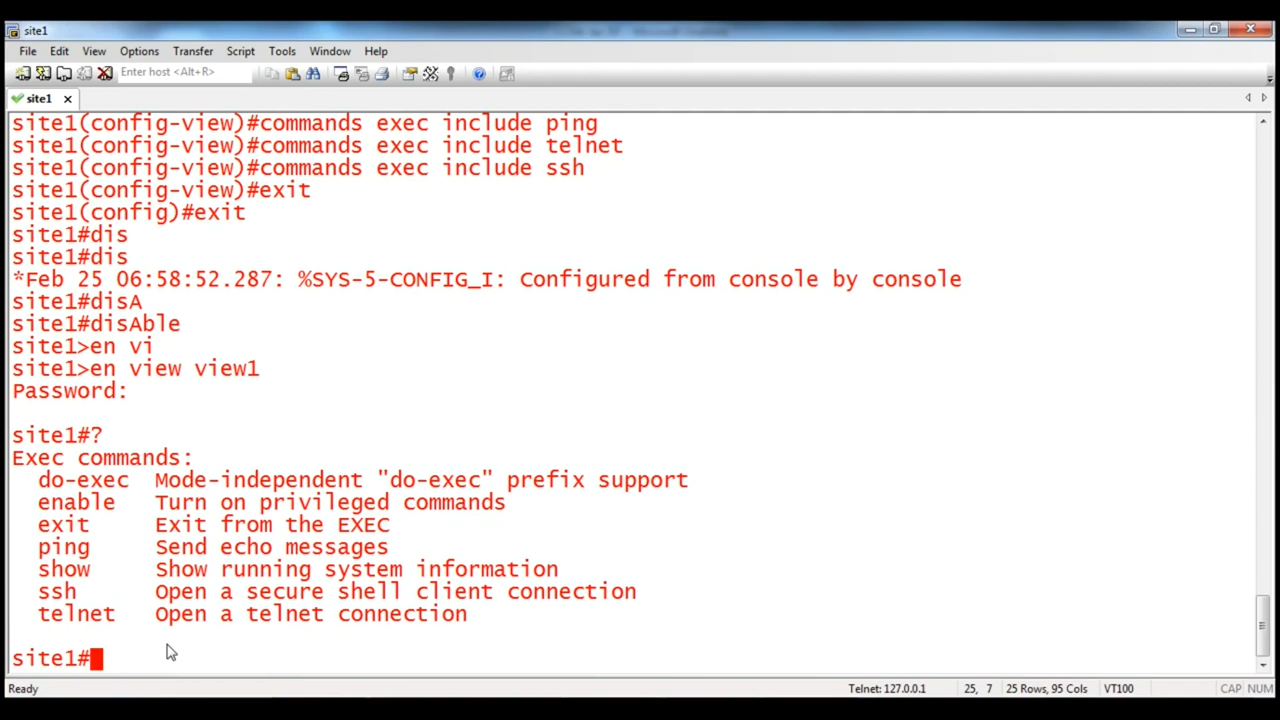 site1
File Edit View Options Transfer Script Tools Window Help
Enter host <Alt+R>
site1
site1(config-view)#commands exec include ping
site1(config-view)#commands exec include telnet
site1(config-view)#commands exec include ssh
site1(config-view)#exit
site1(config)#exit
site1#dis
site1#dis
*Feb 25 06:58:52.287: %SYS-5-CONFIG_I: Configured from console by console
site1#disA
site1#disAble
site1>en vi
site1>en view view1
Password:
site1#?
Exec commands:
do-exec Mode-independent "do-exec" prefix support
enable Turn on privileged commands
exit Exit from the EXEC
ping Send echo messages
show Show running system information
ssh Open a secure shell client connection
telnet Open a telnet connection
site1#
Ready Telnet: 127.0.0.1 25, 7 25 Rows, 95 Cols VT100 CAP NUM